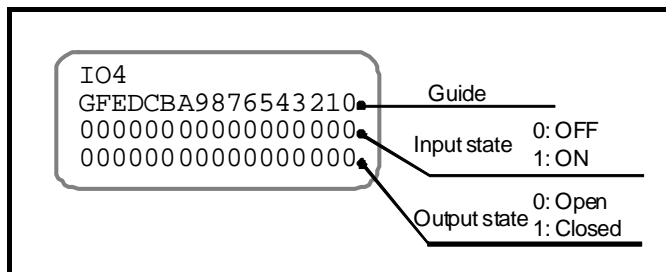 IO4
GFEDCBA9876543210
00000000000000000
00000000000000000
Guide
Input state
0: OFF
1: ON
Output state
0: Open
1: Closed